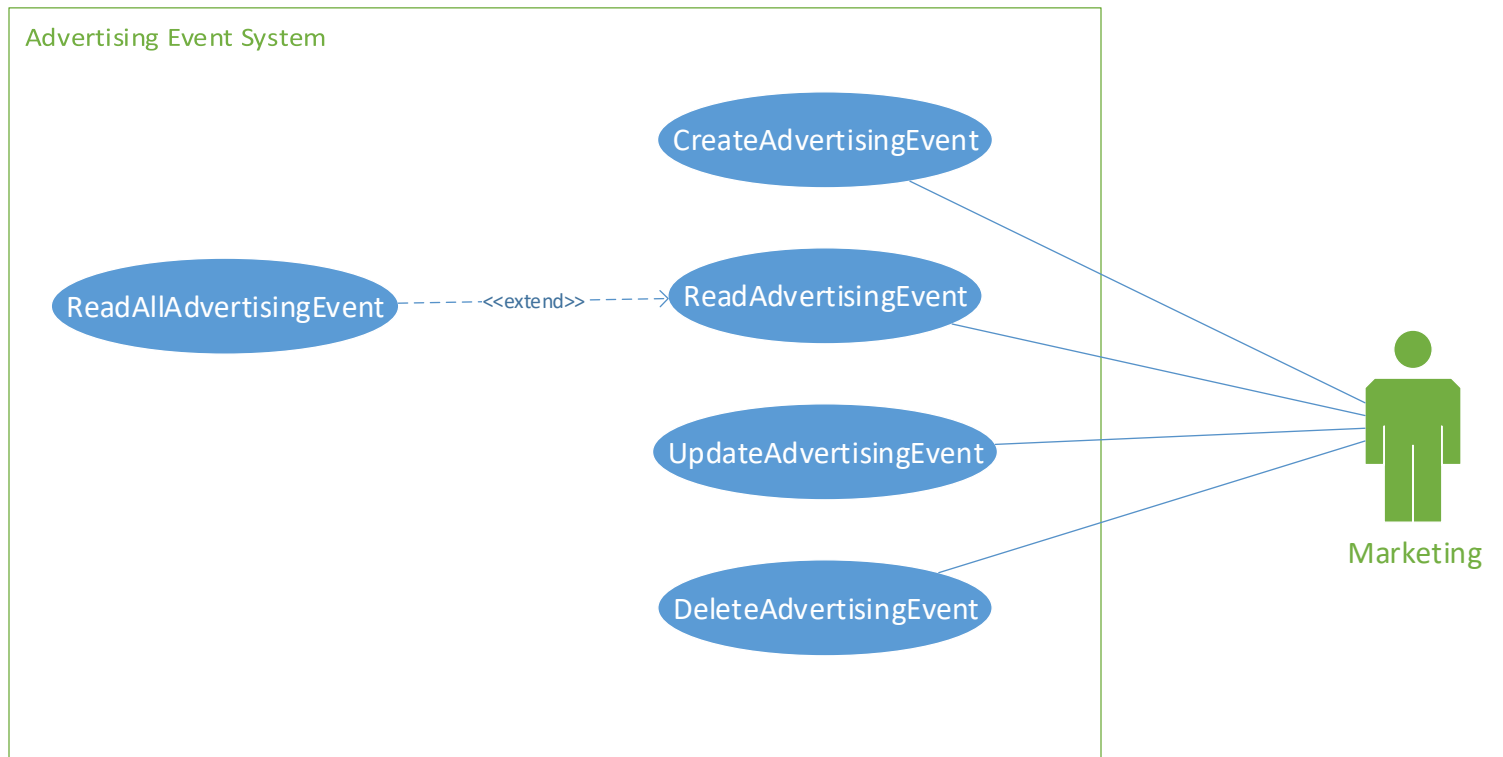 Advertising Event System
CreateAdvertisingEvent
ReadAllAdvertisingEvent
<<extend>>
ReadAdvertisingEvent
UpdateAdvertisingEvent
DeleteAdvertisingEvent
Marketing